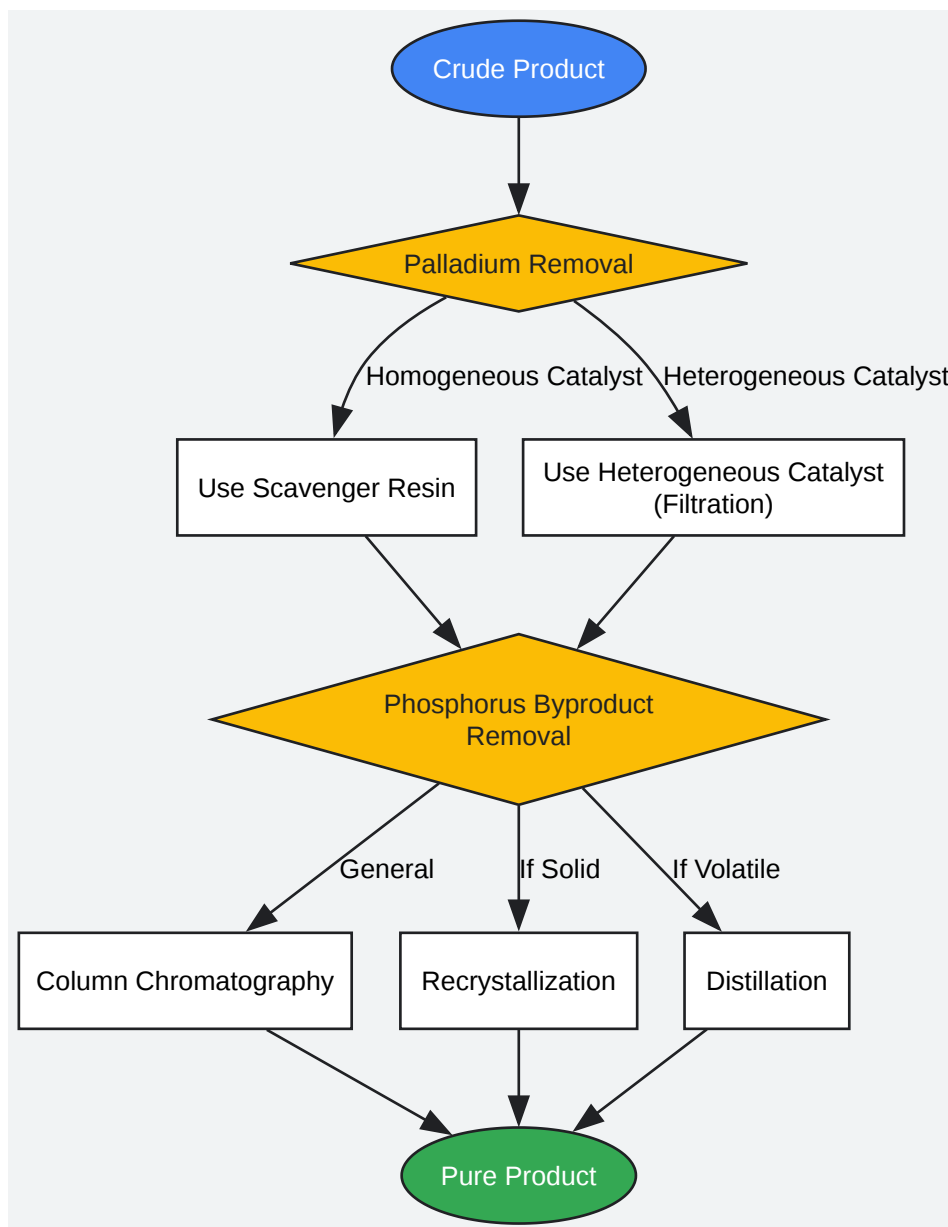 Crude Product
Palladium Removal
Homogeneous Catalyst
Heterogeneous Catalyst
Use Scavenger Resin
Use Heterogeneous Catalyst
(Filtration)
Phosphorus Byproduct
Removal
General
If Solid
If Volatile
Column Chromatography
Recrystallization
Distillation
Pure Product